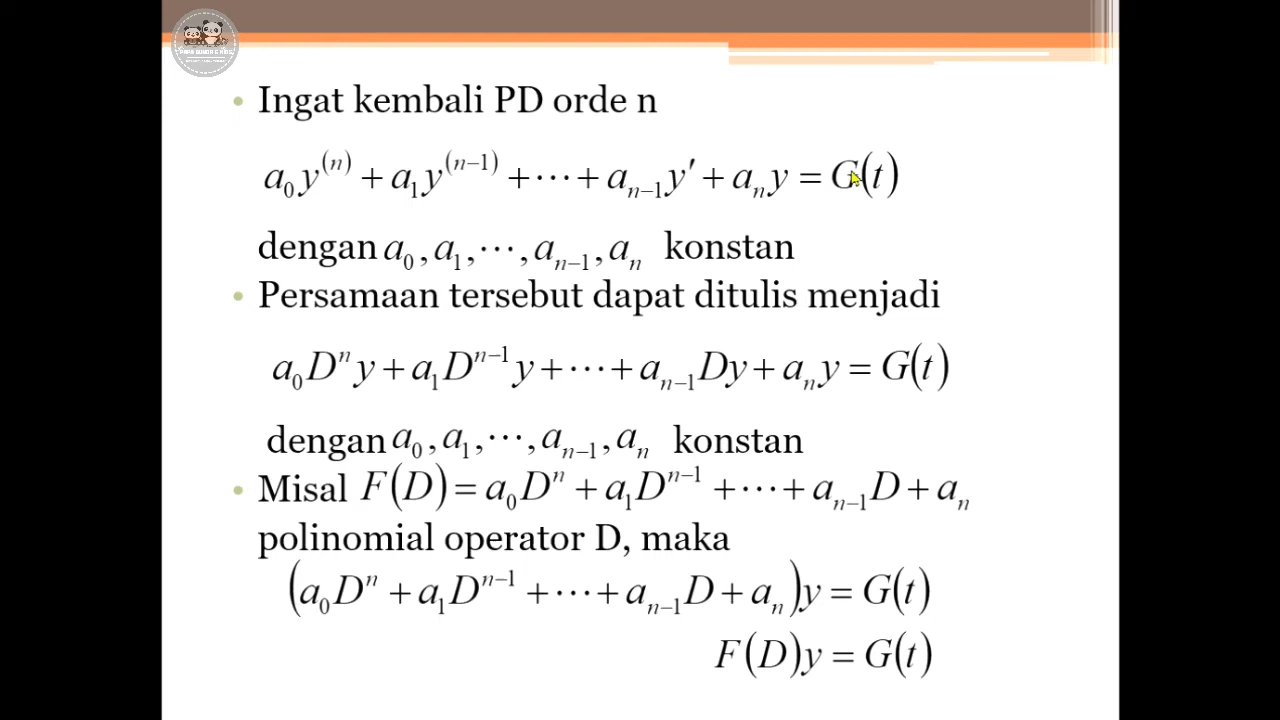 • Ingat kembali PD orde n
a₀y⁽ⁿ⁾ + a₁y⁽ⁿ⁻¹⁾ + ⋯ + aₙ₋₁y′ + aₙy = G(t)
dengan a₀, a₁, ⋯, aₙ₋₁, aₙ konstan
• Persamaan tersebut dapat ditulis menjadi
a₀Dⁿy + a₁Dⁿ⁻¹y + ⋯ + aₙ₋₁Dy + aₙy = G(t)
dengan a₀, a₁, ⋯, aₙ₋₁, aₙ konstan
• Misal F(D) = a₀Dⁿ + a₁Dⁿ⁻¹ + ⋯ + aₙ₋₁D + aₙ
polinomial operator D, maka
(a₀Dⁿ + a₁Dⁿ⁻¹ + ⋯ + aₙ₋₁D + aₙ)y = G(t)
F(D)y = G(t)